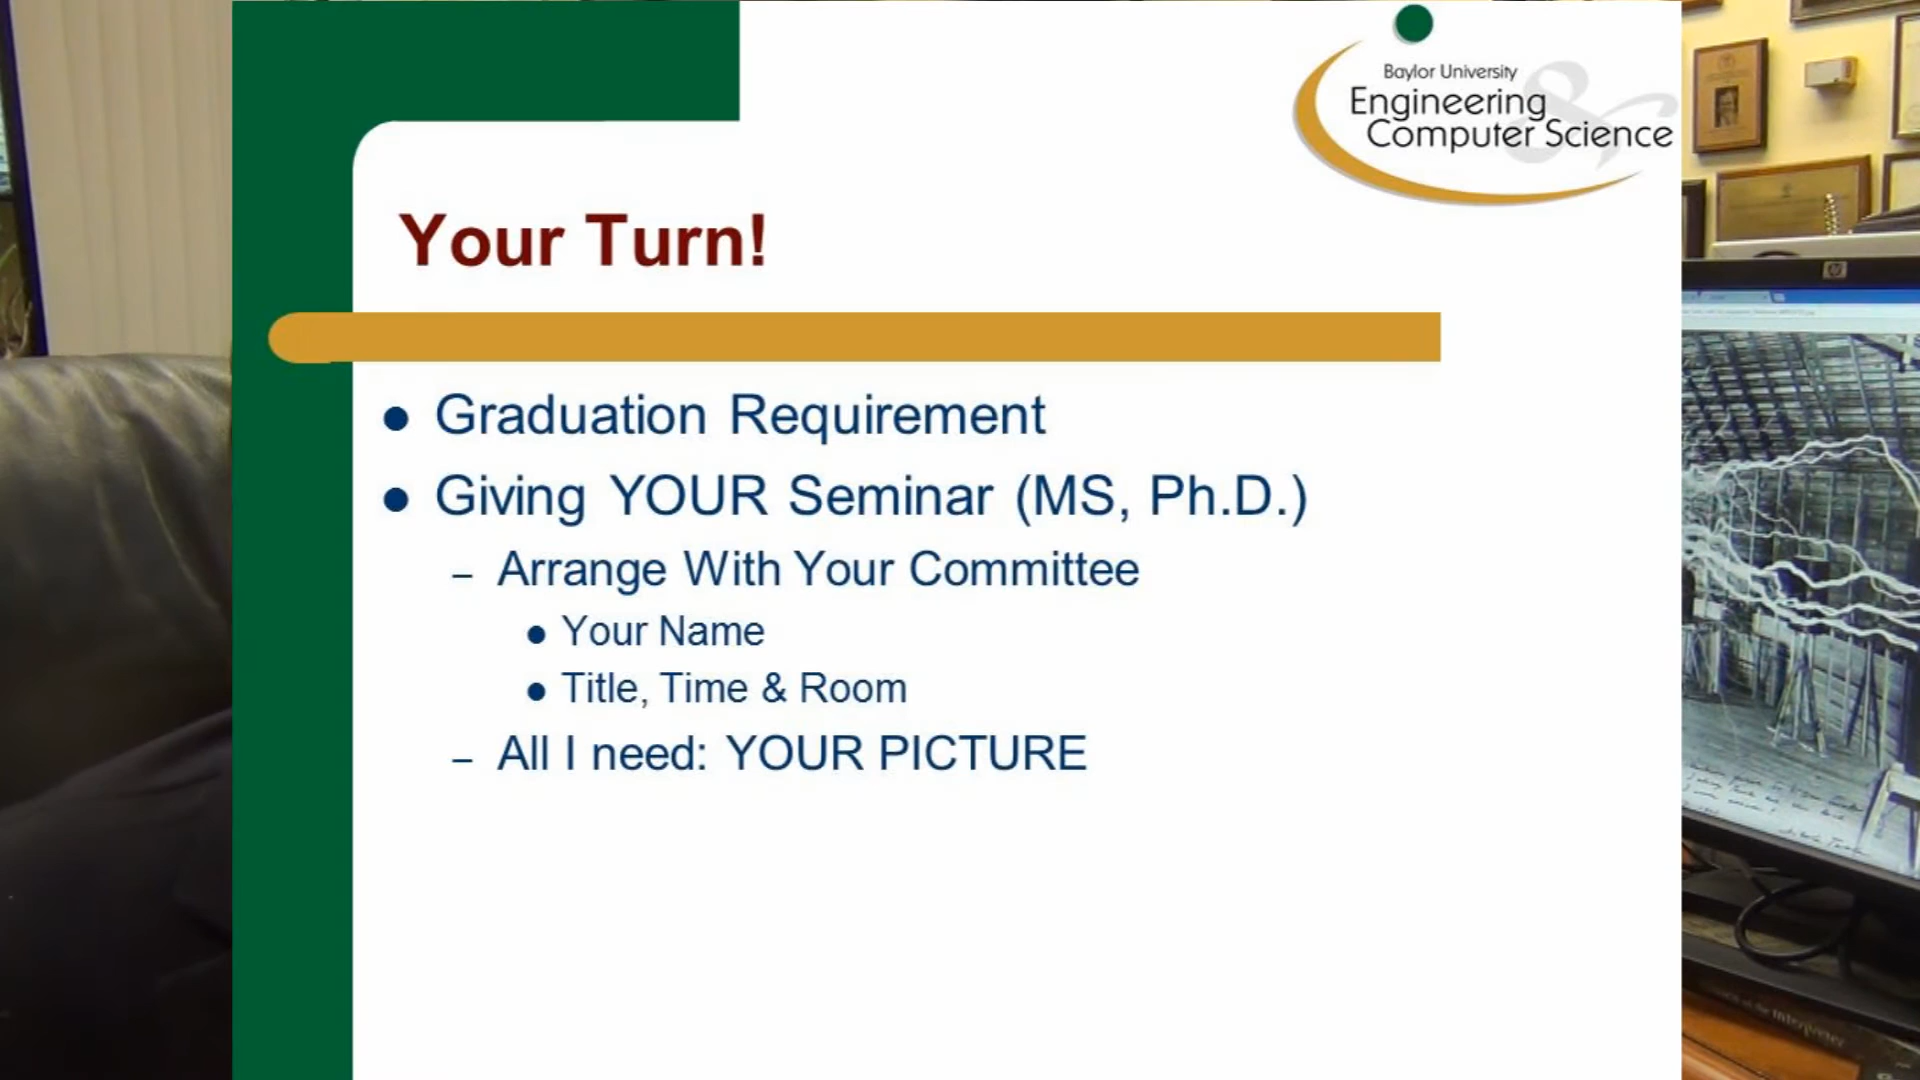 Baylor University
Engineering &
Computer Science
Your Turn!
● Graduation Requirement
● Giving YOUR Seminar (MS, Ph.D.)
– Arrange With Your Committee
● Your Name
● Title, Time & Room
– All I need: YOUR PICTURE
hp